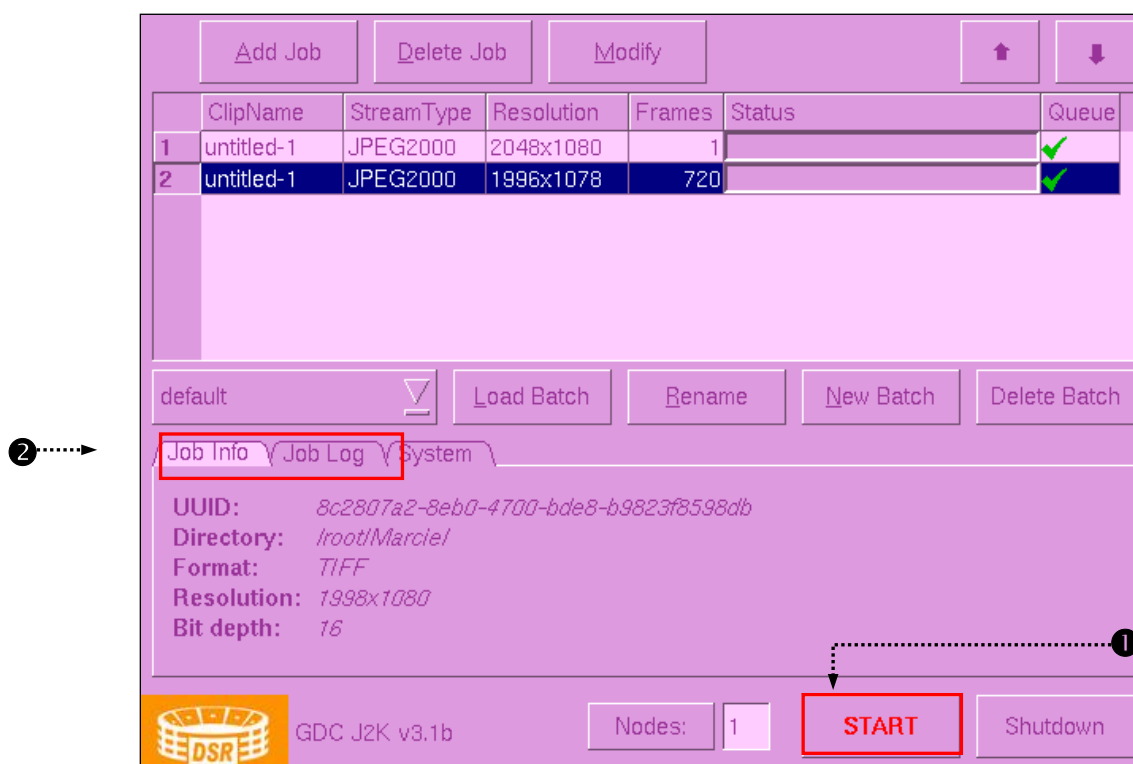 Add Job Delete Job Modify
ClipName StreamType Resolution Frames Status Queue
1 untitled-1 JPEG2000 2048x1080 1
2 untitled-1 JPEG2000 1996x1078 720
default Load Batch Rename New Batch Delete Batch
2 Job Info Job Log System
UUID: 8c2807a2-8eb0-4700-bde8-b9823f8598db
Directory: /root/Marcie/
Format: TIFF
Resolution: 1998x1080
Bit depth: 16
1
DSR GDC J2K v3.1b Nodes: 1 START Shutdown